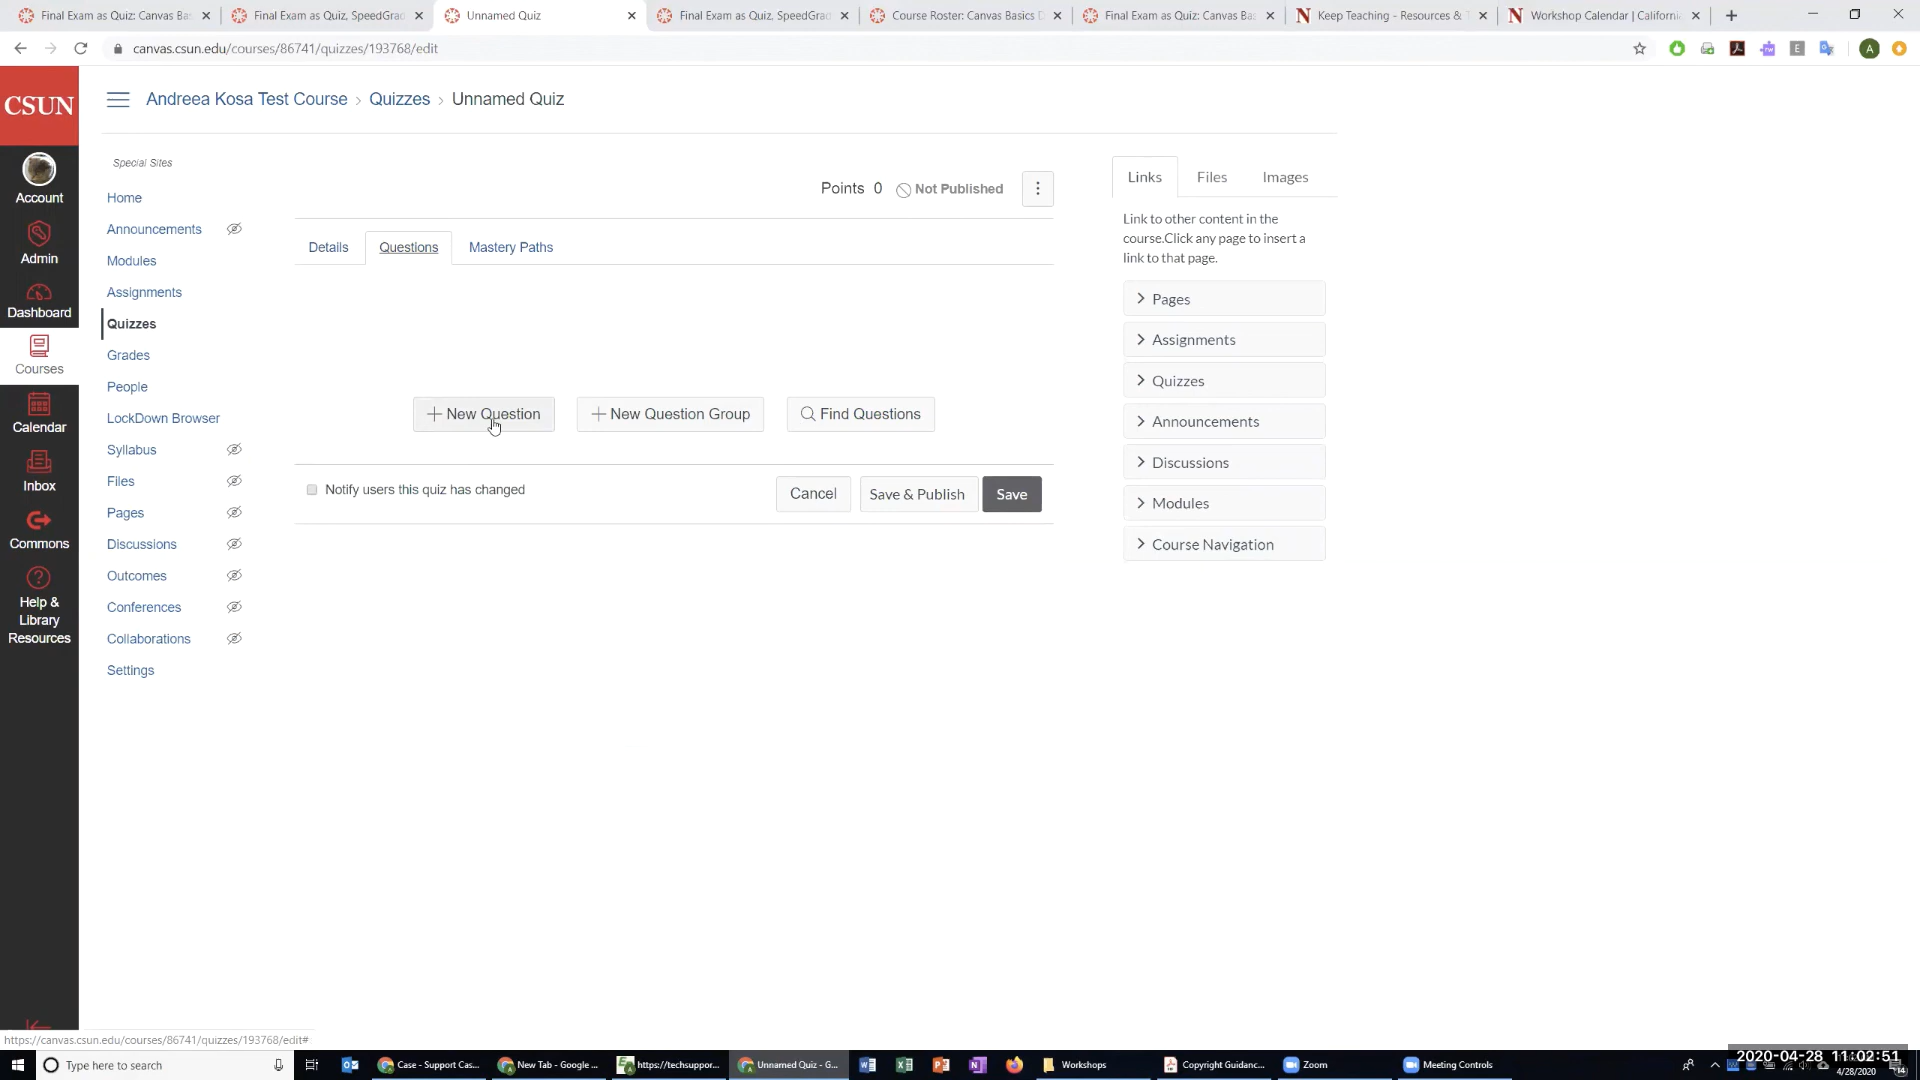 Final Exam as Quiz: Canvas Bas
Final Exam as Quiz, SpeedGrad
Unnamed Quiz
Final Exam as Quiz, SpeedGrad
Course Roster: Canvas Basics D
Final Exam as Quiz: Canvas Bas
Keep Teaching - Resources & T
Workshop Calendar | California
canvas.csun.edu/courses/86741/quizzes/193768/edit
E
A
CSUN
Andreea Kosa Test Course › Quizzes › Unnamed Quiz
Account
Admin
Dashboard
Courses
Calendar
Inbox
Commons
Help &
Library
Resources
Special Sites
Home
Announcements
Modules
Assignments
Quizzes
Grades
People
LockDown Browser
Syllabus
Files
Pages
Discussions
Outcomes
Conferences
Collaborations
Settings
Points 0 Not Published
Details Questions Mastery Paths
New Question New Question Group Find Questions
Notify users this quiz has changed
Cancel Save & Publish Save
Links Files Images
Link to other content in the
course.Click any page to insert a
link to that page.
Pages
Assignments
Quizzes
Announcements
Discussions
Modules
Course Navigation
https://canvas.csun.edu/courses/86741/quizzes/193768/edit#
Type here to search
Case - Support Cas...
New Tab - Google ...
https://techsuppor...
Unnamed Quiz - G...
Workshops
Copyright Guidanc...
Zoom
Meeting Controls
2020-04-28 11:02:51
4/28/2020
14